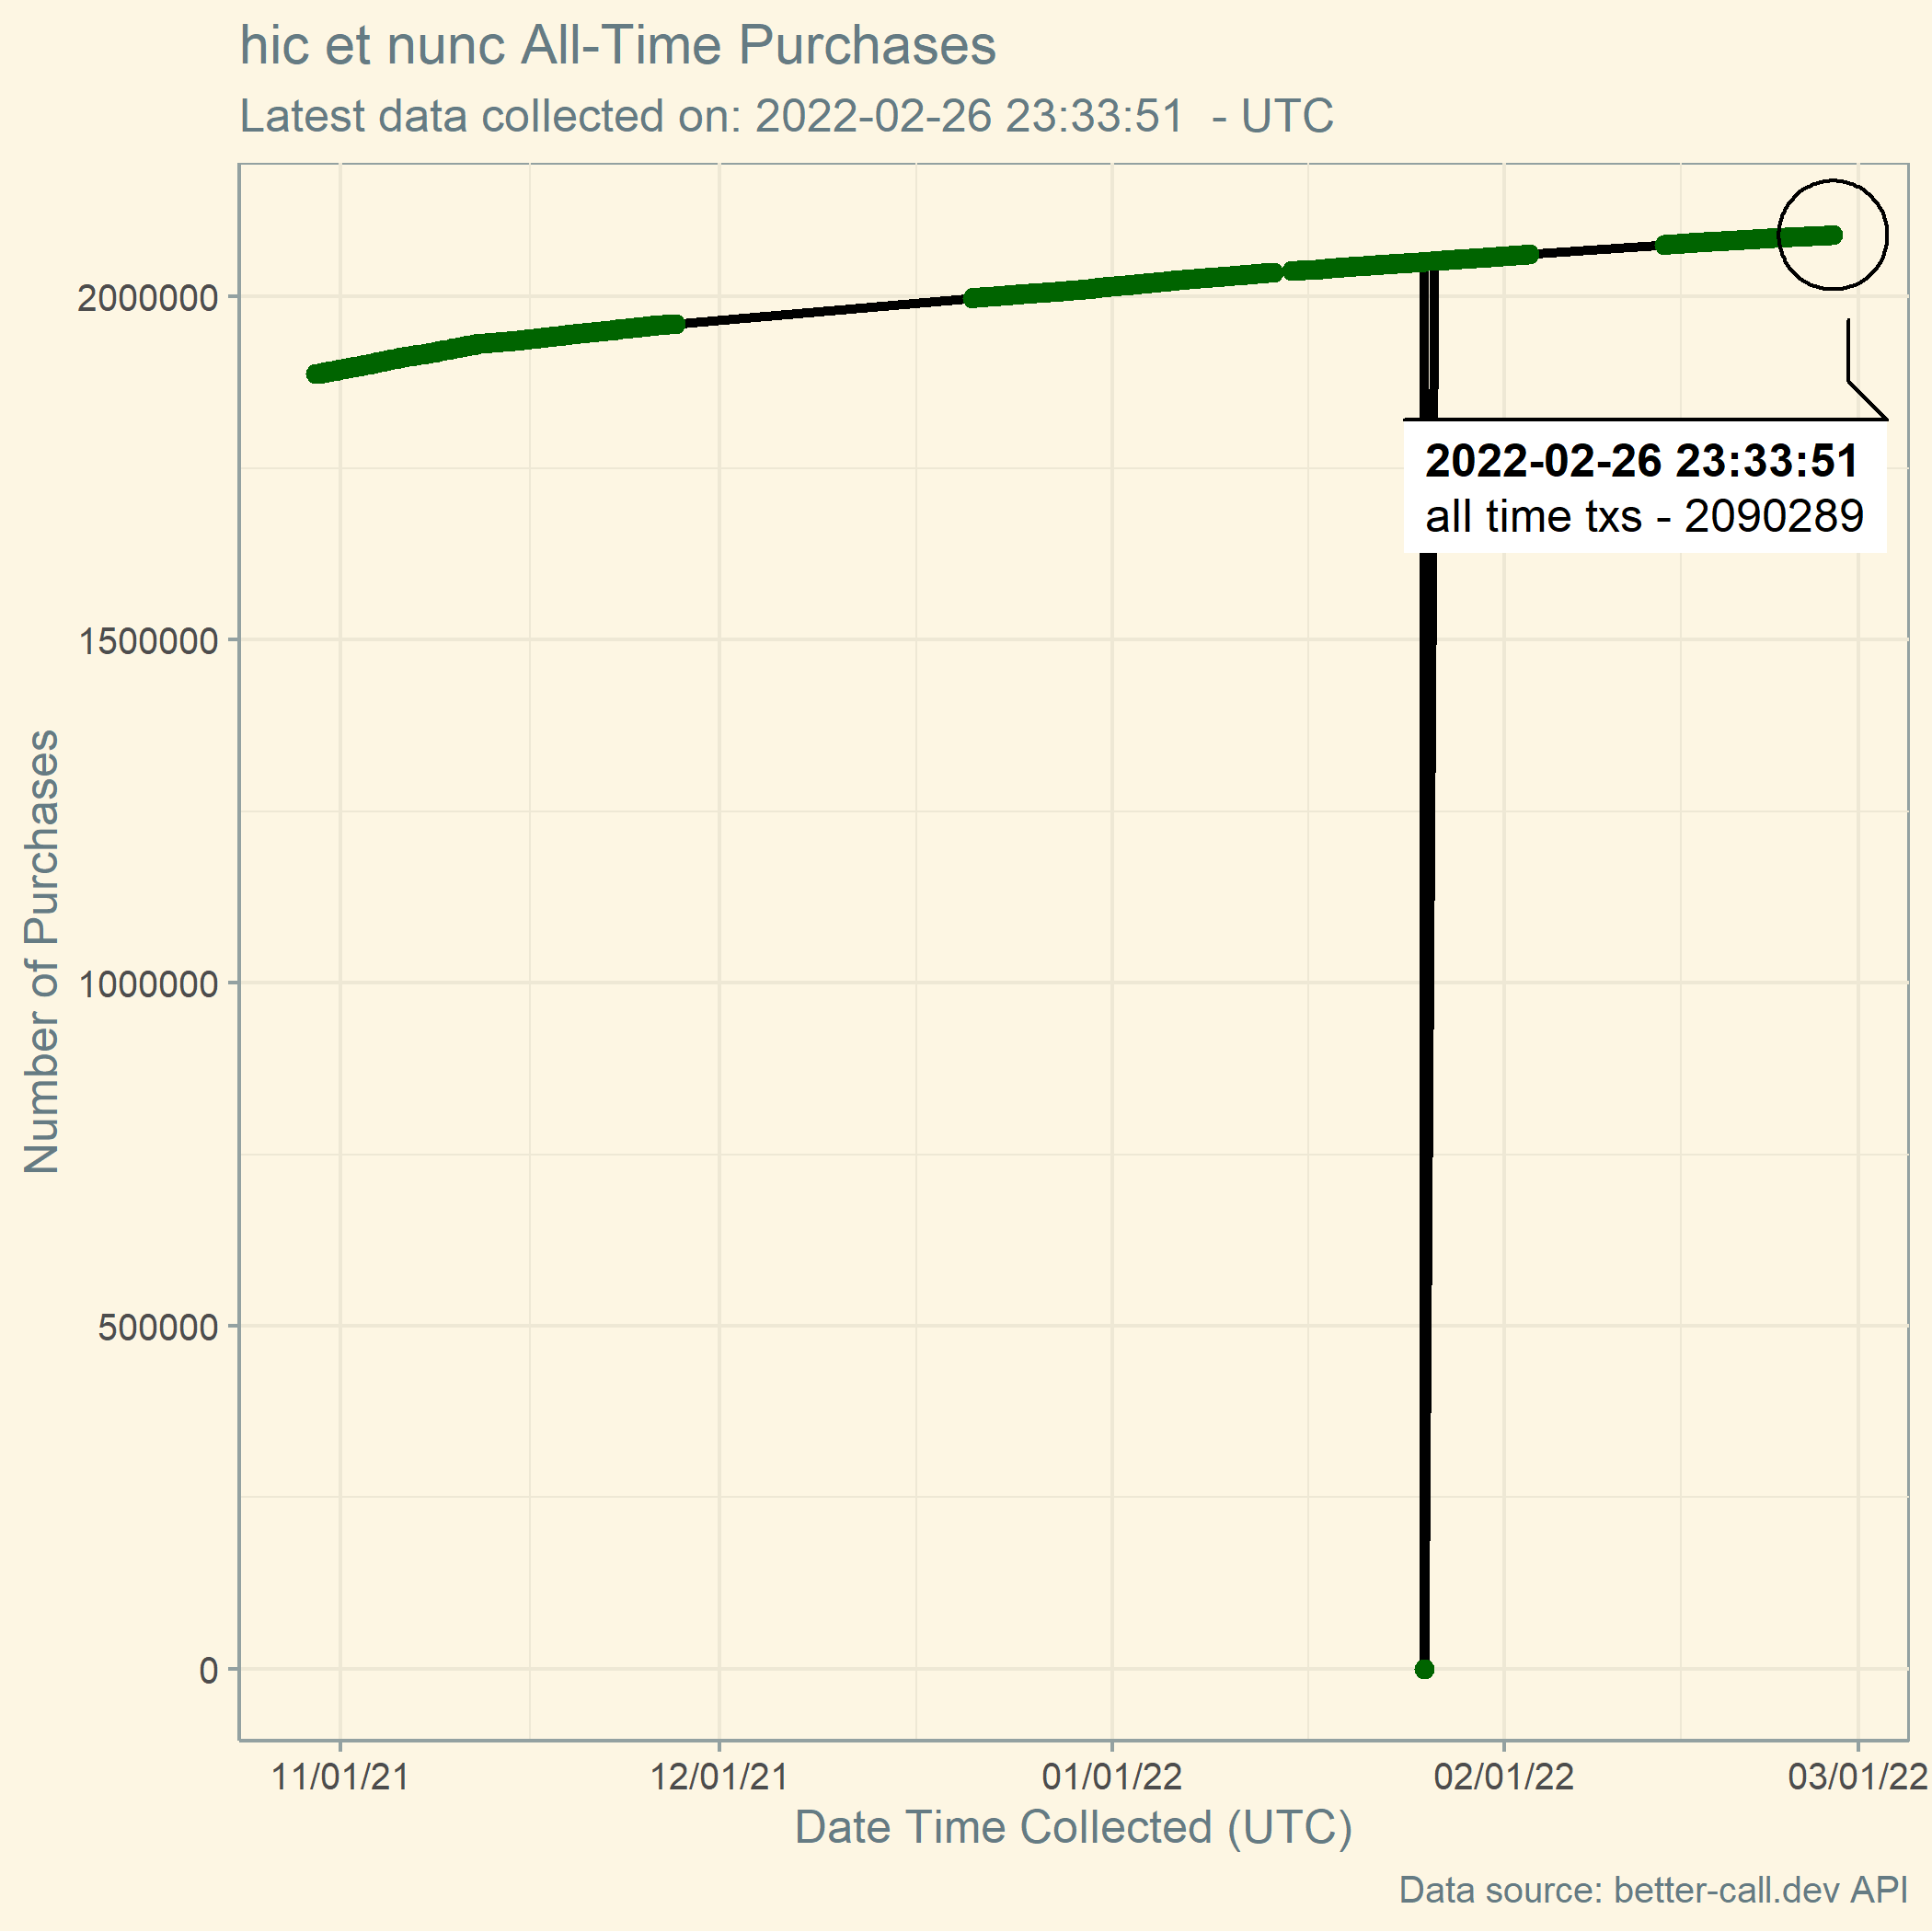 hic et nunc All-Time Purchases
Latest data collected on: 2022-02-26 23:33:51  - UTC
2000000
1500000
1000000
500000
0
Number of Purchases
2022-02-26 23:33:51
all time txs - 2090289
11/01/21
12/01/21
01/01/22
02/01/22
03/01/22
Date Time Collected (UTC)
Data source: better-call.dev API